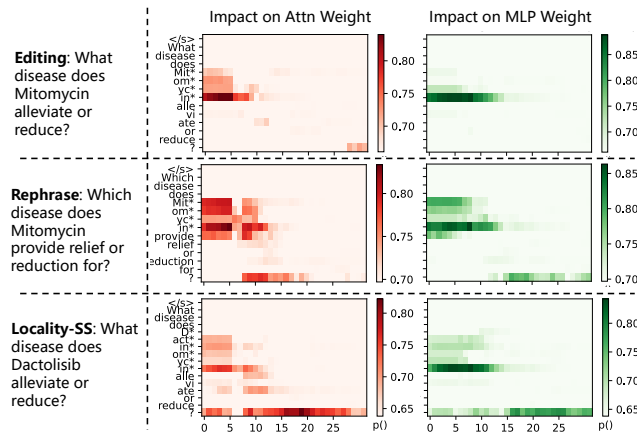 Impact on Attn Weight
Impact on MLP Weight
Editing: What
disease does
Mitomycin
alleviate or
reduce?
</s>
What
disease
does
Mit*
om*
yc*
in*
alle
vi
ate
or
reduce
?
0.80
0.75
0.70
0.85
0.80
0.75
0.70
Rephrase: Which
disease does
Mitomycin
provide relief or
reduction for?
</s>
Which
disease
does
Mit*
om*
yc*
in*
provide
relief
or
eduction
for
?
0.80
0.75
0.70
0.85
0.80
0.75
0.70
Locality-SS: What
disease does
Dactolisib
alleviate or
reduce?
</s>
What
disease
does
D*
act*
in*
om*
yc*
in*
alle
vi
ate
or
reduce
?
0.80
0.75
0.70
0.65
0.80
0.75
0.70
0.65
0 5 10 15 20 25 30
p()
0 5 10 15 20 25 30
p()